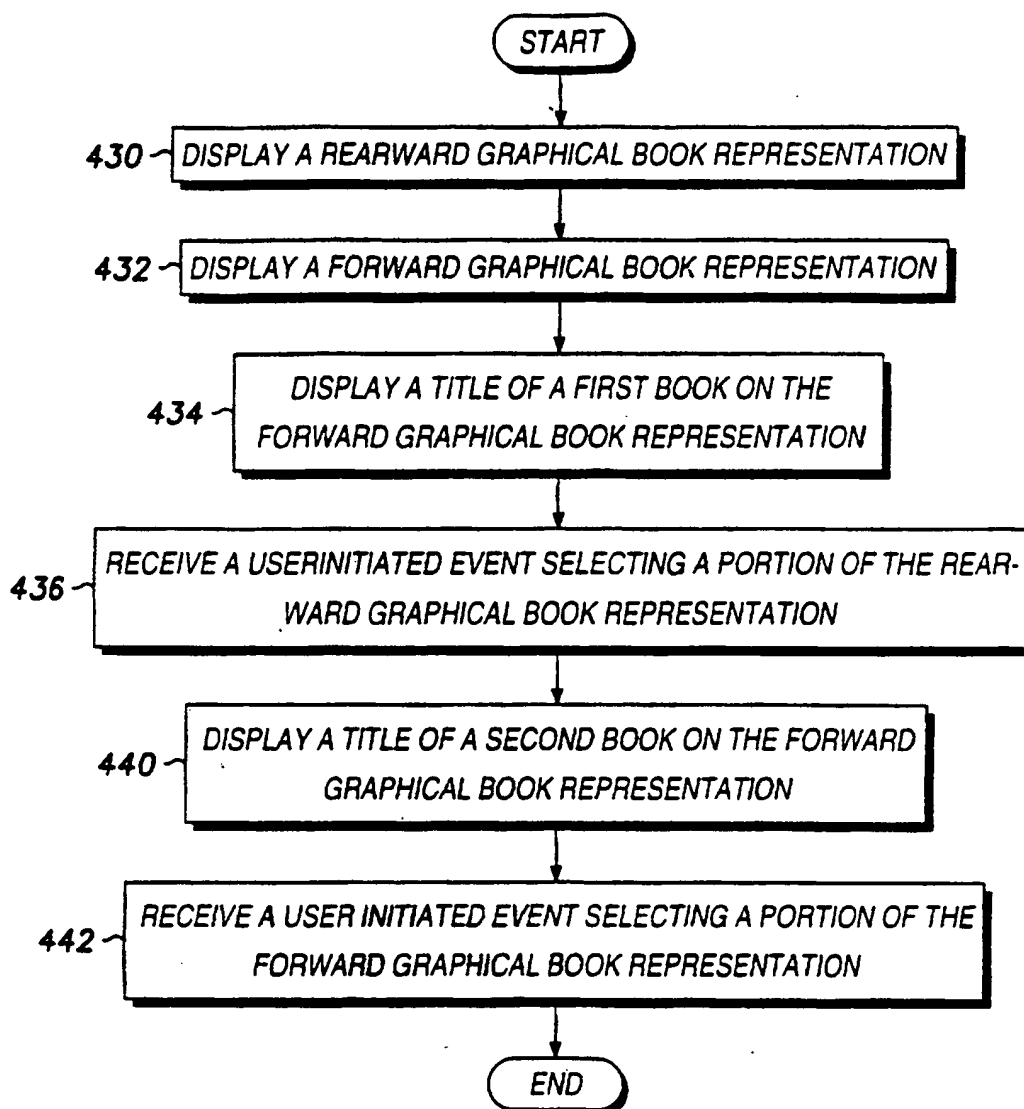 START
430 DISPLAY A REARWARD GRAPHICAL BOOK REPRESENTATION
432 DISPLAY A FORWARD GRAPHICAL BOOK REPRESENTATION
DISPLAY A TITLE OF A FIRST BOOK ON THE
434
FORWARD GRAPHICAL BOOK REPRESENTATION
RECEIVE A USERINITIATED EVENT SELECTING A PORTION OF THE REAR-
436
WARD GRAPHICAL BOOK REPRESENTATION
DISPLAY A TITLE OF A SECOND BOOK ON THE FORWARD
440
GRAPHICAL BOOK REPRESENTATION
RECEIVE A USER INITIATED EVENT SELECTING A PORTION OF THE
442
FORWARD GRAPHICAL BOOK REPRESENTATION
END